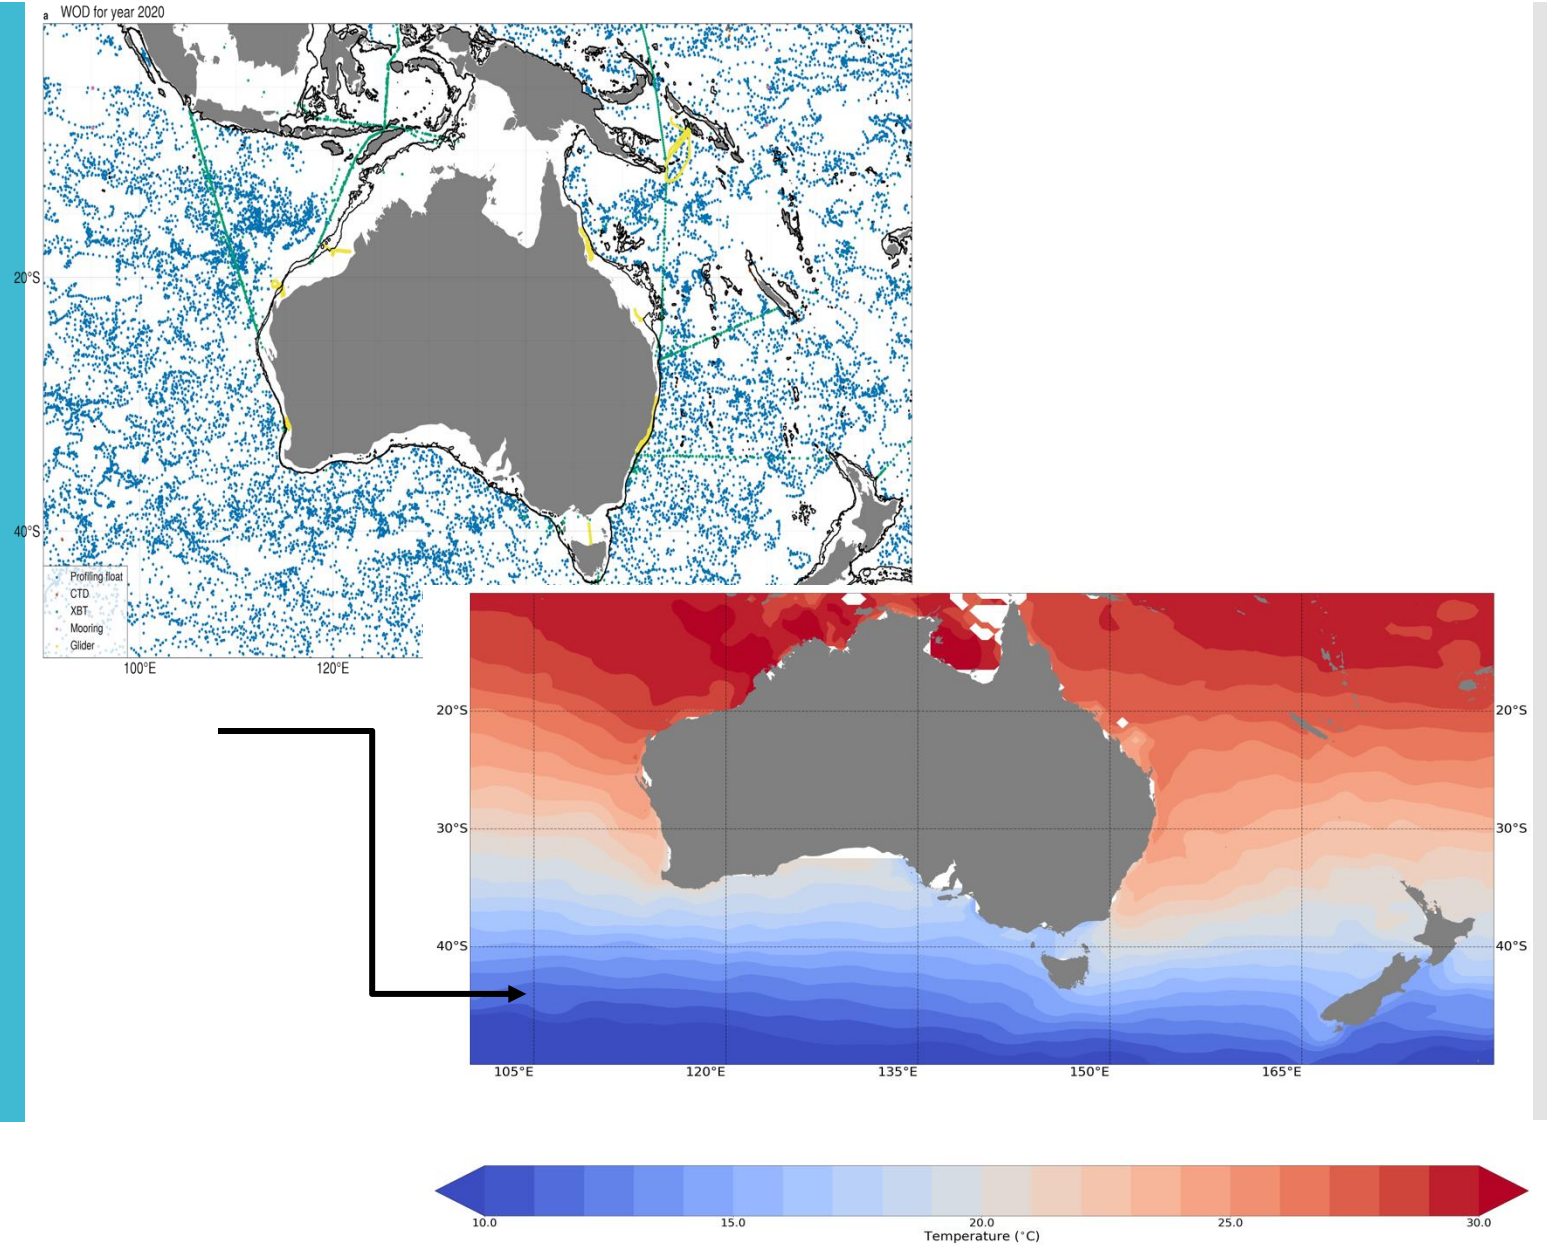 a WOD for year 2020
20°S
40°S
Profiling float
CTD
XBT
Mooring
Glider
100°E 120°E
20°S 20°S
30°S 30°S
40°S 40°S
105°E 120°E 135°E 150°E 165°E
10.0 15.0 20.0 25.0 30.0
Temperature (°C)